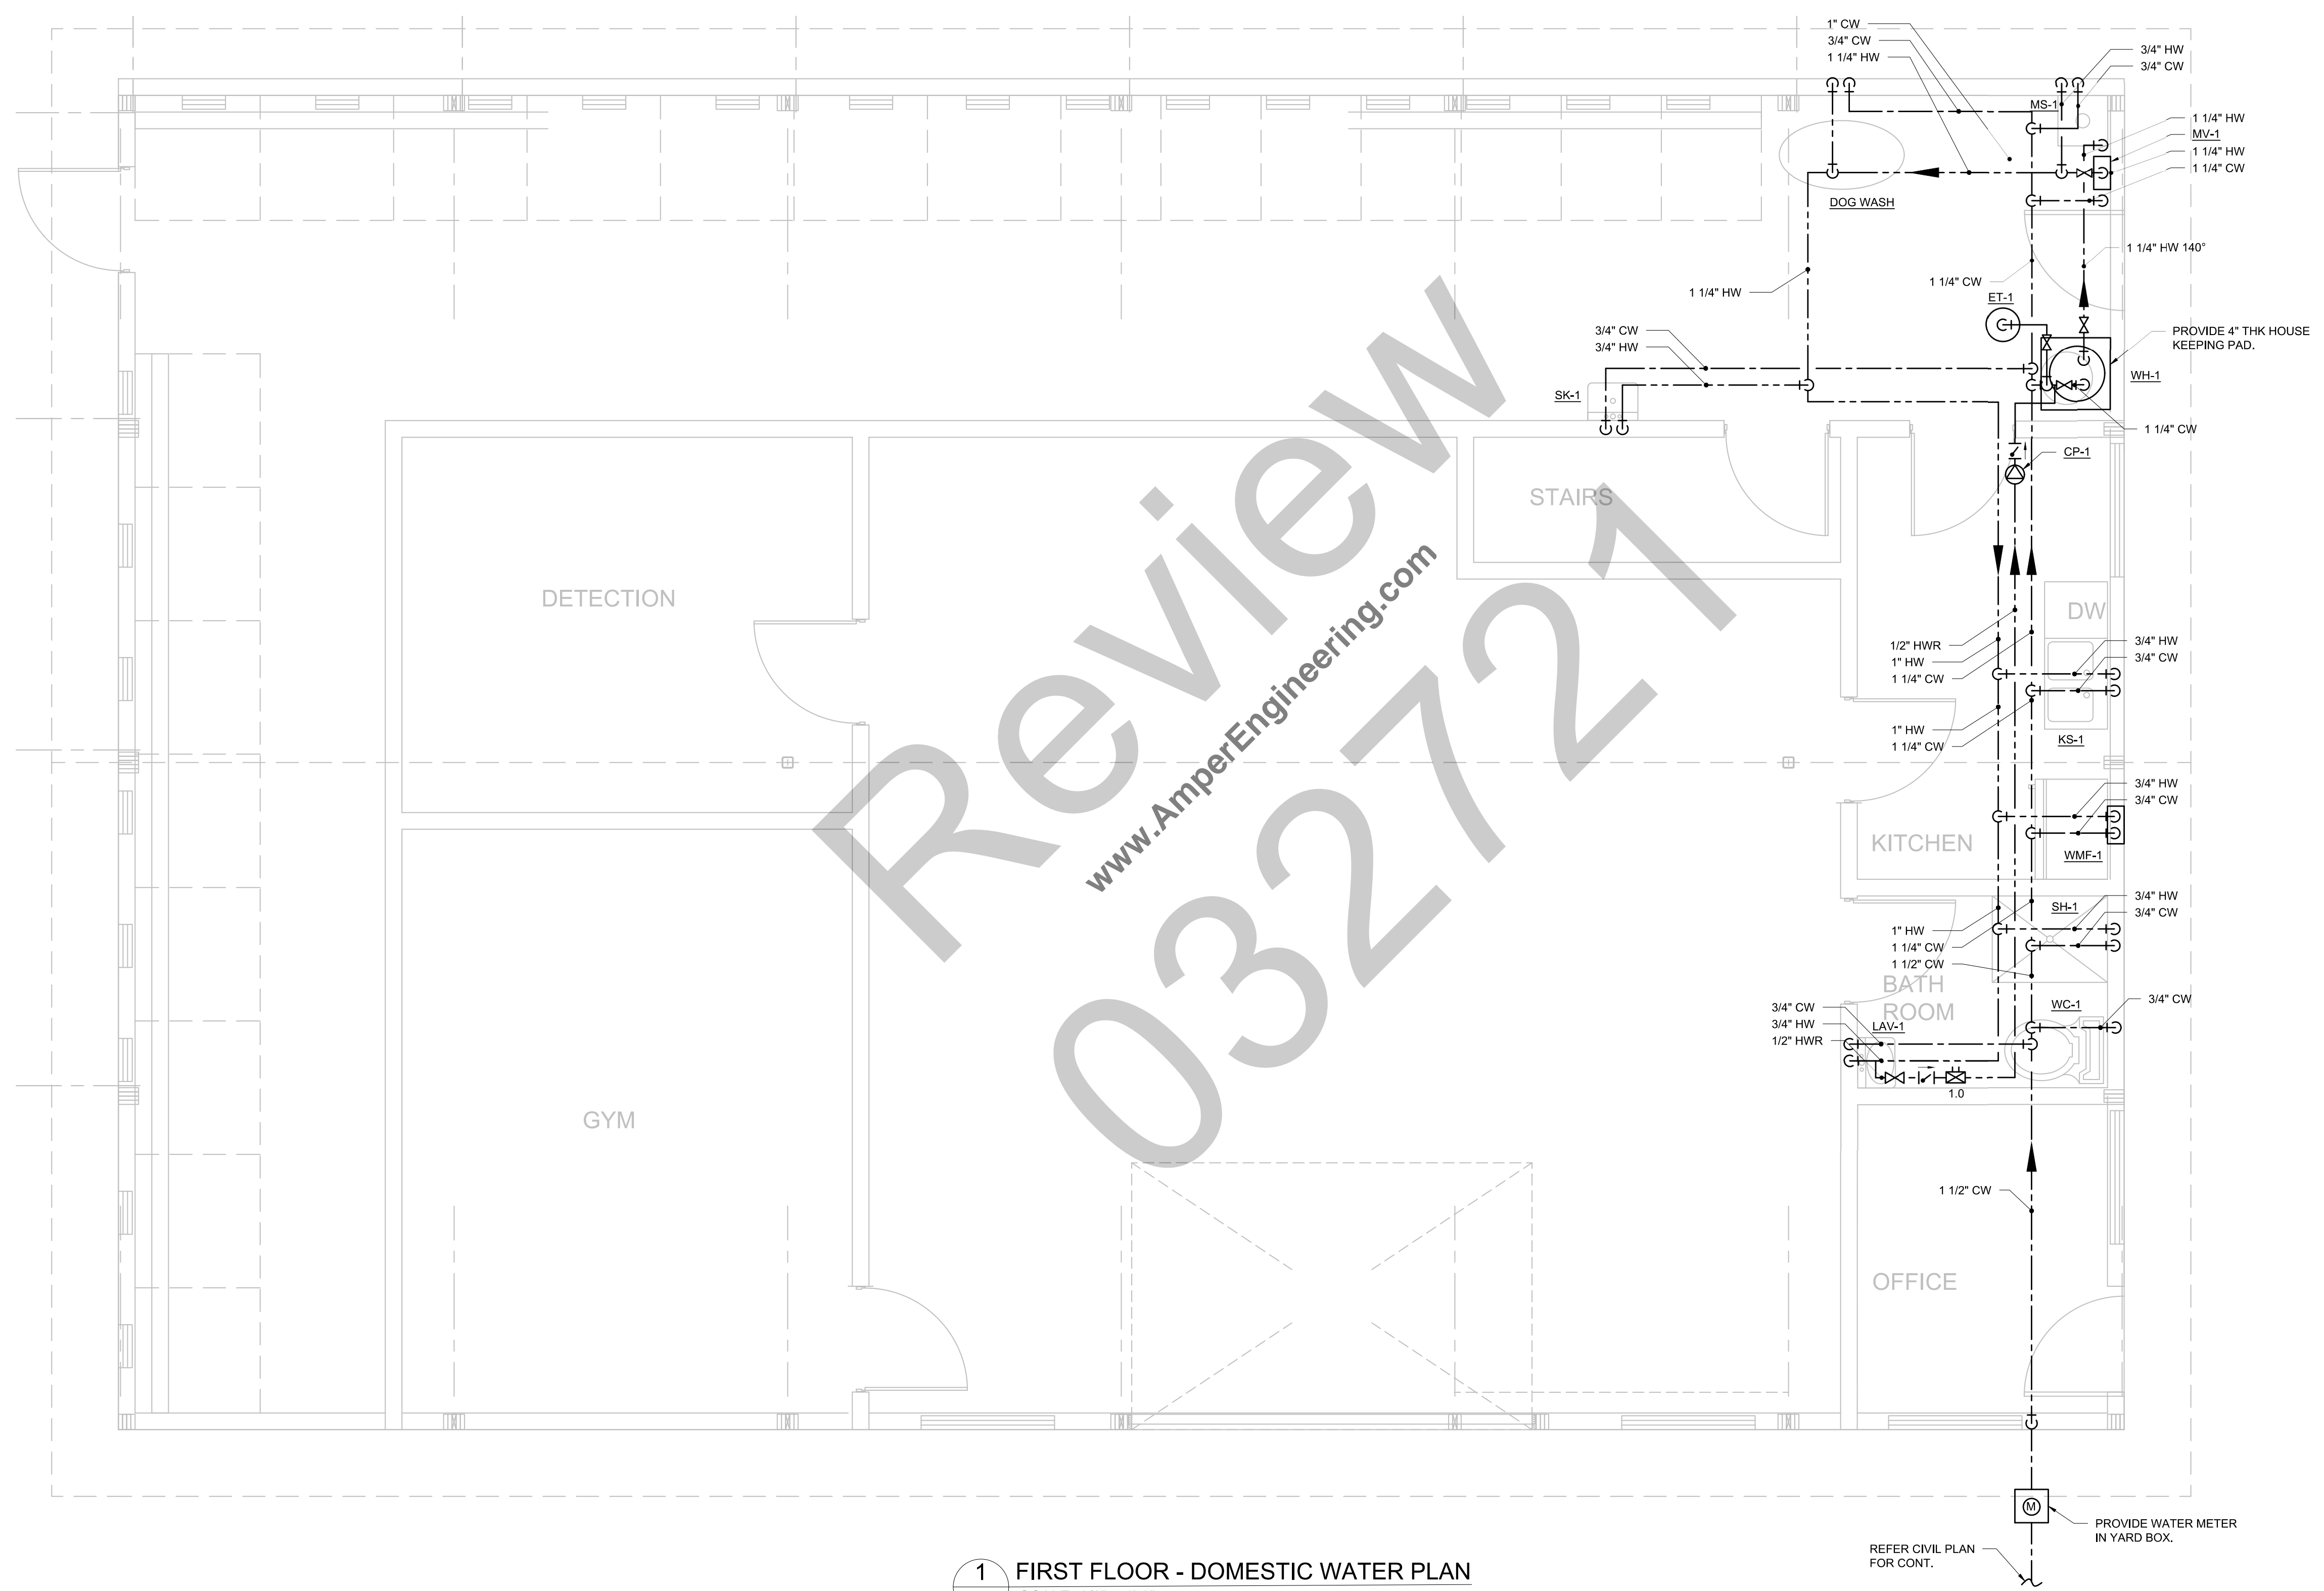 1" CW
3/4" CW
1 1/4" HW
3/4" HW
3/4" CW
MS-1
1 1/4" HW
MV-1
1 1/4" HW
1 1/4" CW
DOG WASH
1 1/4" HW 140°
1 1/4" CW
1 1/4" HW
ET-1
3/4" CW
3/4" HW
PROVIDE 4" THK HOUSE
KEEPING PAD.
WH-1
SK-1
1 1/4" CW
CP-1
STAIRS
DETECTION
DW
1/2" HWR
1" HW
1 1/4" CW
3/4" HW
3/4" CW
1" HW
1 1/4" CW
KS-1
3/4" HW
3/4" CW
KITCHEN
WMF-1
3/4" HW
3/4" CW
SH-1
1" HW
1 1/4" CW
1 1/2" CW
BATH
ROOM
WC-1
3/4" CW
3/4" CW
3/4" HW
1/2" HWR
LAV-1
1.0
GYM
1 1/2" CW
OFFICE
Review
www.AmperEngineering.com
032721
M
PROVIDE WATER METER
IN YARD BOX.
REFER CIVIL PLAN
FOR CONT.
1 FIRST FLOOR - DOMESTIC WATER PLAN